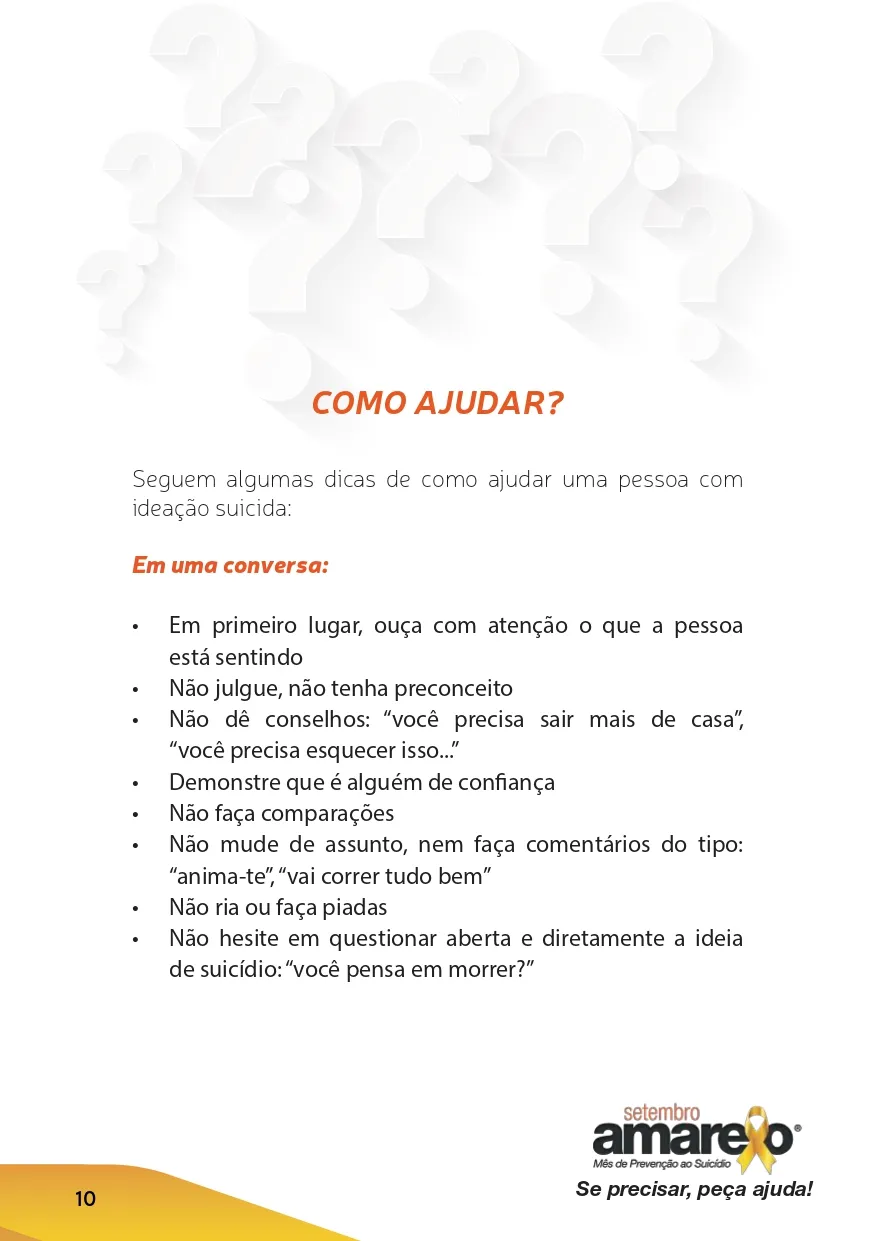 COMO AJUDAR?
Seguem algumas dicas de como ajudar uma pessoa com
ideação suicida:
Em uma conversa:
• Em primeiro lugar, ouça com atenção o que a pessoa
está sentindo
• Não julgue, não tenha preconceito
• Não dê conselhos: “você precisa sair mais de casa”,
“você precisa esquecer isso...”
• Demonstre que é alguém de confiança
• Não faça comparações
• Não mude de assunto, nem faça comentários do tipo:
“anima-te”, “vai correr tudo bem”
• Não ria ou faça piadas
• Não hesite em questionar aberta e diretamente a ideia
de suicídio: “você pensa em morrer?”
setembro
amarelo®
Mês de Prevenção ao Suicídio
Se precisar, peça ajuda!
10